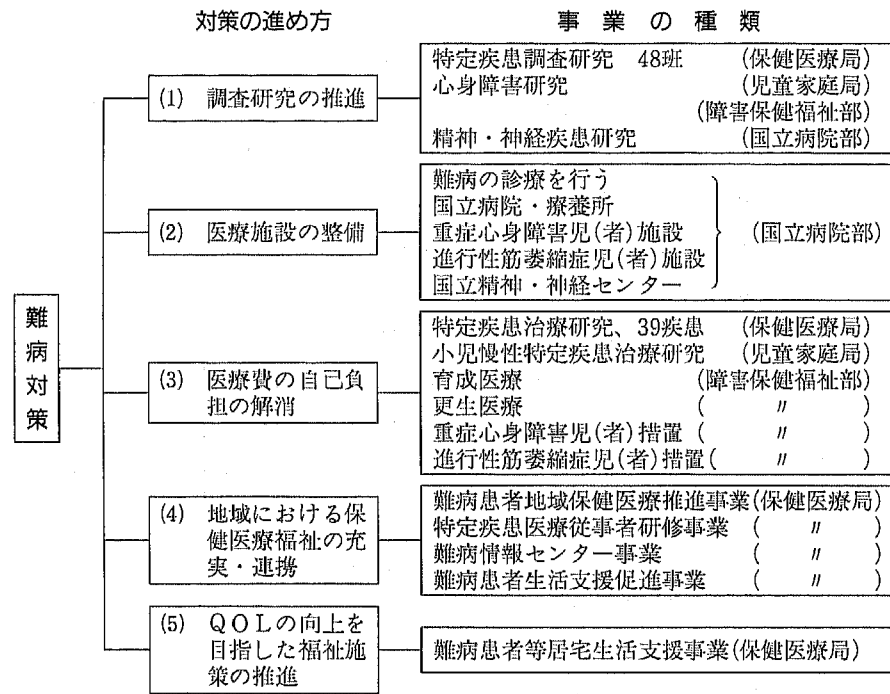 対策の進め方
事業の種類
難病対策
(1) 調査研究の推進
特定疾患調査研究 48班 (保健医療局)
心身障害研究 (児童家庭局)
(障害保健福祉部)
精神・神経疾患研究 (国立病院部)
(2) 医療施設の整備
難病の診療を行う
国立病院・療養所
重症心身障害児(者)施設
進行性筋萎縮症児(者)施設
国立精神・神経センター
(国立病院部)
(3) 医療費の自己負
担の解消
特定疾患治療研究、39疾患 (保健医療局)
小児慢性特定疾患治療研究 (児童家庭局)
育成医療 (障害保健福祉部)
更生医療 ( 〃 )
重症心身障害児(者)措置 ( 〃 )
進行性筋萎縮症児(者)措置 ( 〃 )
(4) 地域における保
健医療福祉の充
実・連携
難病患者地域保健医療推進事業(保健医療局)
特定疾患医療従事者研修事業 ( 〃 )
難病情報センター事業 ( 〃 )
難病患者生活支援促進事業 ( 〃 )
(5) QOLの向上を
目指した福祉施
策の推進
難病患者等居宅生活支援事業(保健医療局)